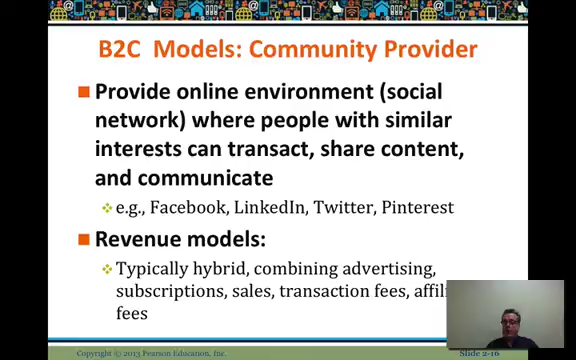 B2C Models: Community Provider
Provide online environment (social
network) where people with similar
interests can transact, share content,
and communicate
e.g., Facebook, LinkedIn, Twitter, Pinterest
Revenue models:
Typically hybrid, combining advertising,
subscriptions, sales, transaction fees,
fees
Copyright © 2013 Pearson Education, Inc.
Slide 2-16